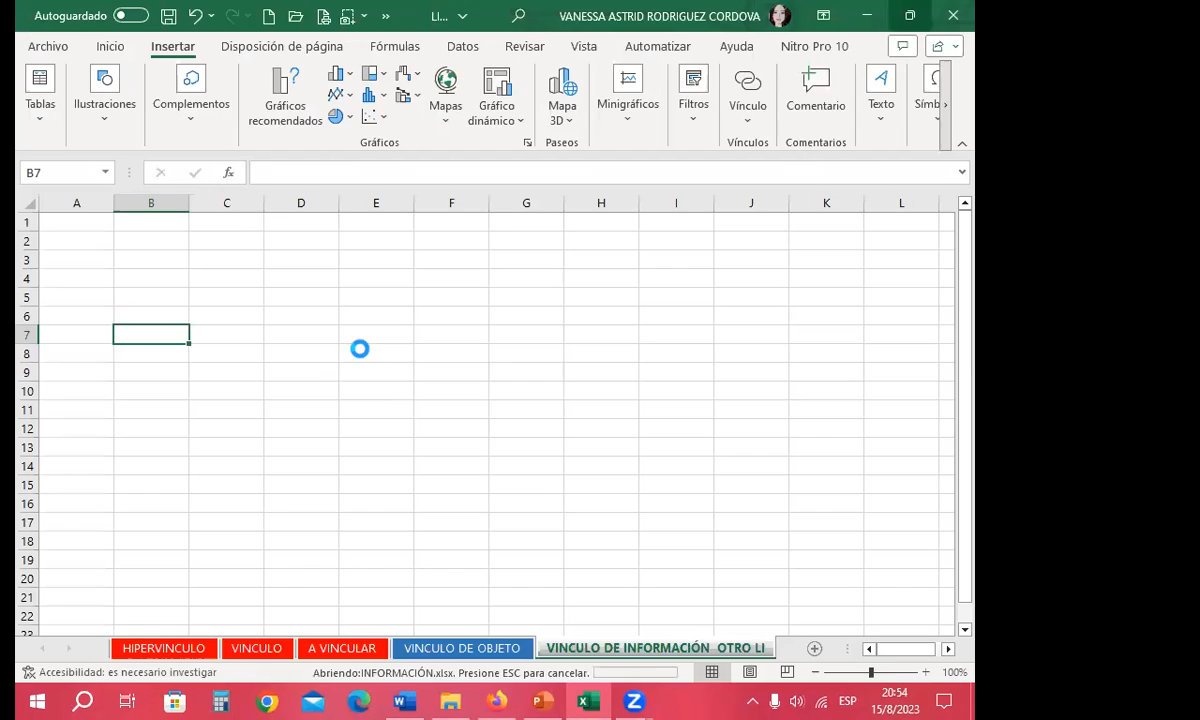 Autoguardado
LI...
VANESSA ASTRID RODRIGUEZ CORDOVA
Archivo Inicio Insertar Disposición de página Fórmulas Datos Revisar Vista Automatizar Ayuda Nitro Pro 10
Tablas
Ilustraciones
Complementos
Gráficos recomendados
Mapas
Gráfico dinámico
Gráficos
Mapa 3D
Paseos
Minigráficos
Filtros
Vínculo
Vínculos
Comentario
Comentarios
Texto
Símb
B7
fx
A B C D E F G H I J K L
1
2
3
4
5
6
7
8
9
10
11
12
13
14
15
16
17
18
19
20
21
22
23
HIPERVINCULO VINCULO A VINCULAR VINCULO DE OBJETO VINCULO DE INFORMACIÓN OTRO LI
Accesibilidad: es necesario investigar Abriendo:INFORMACIÓN.xlsx. Presione ESC para cancelar. 100%
ESP
20:54
15/8/2023